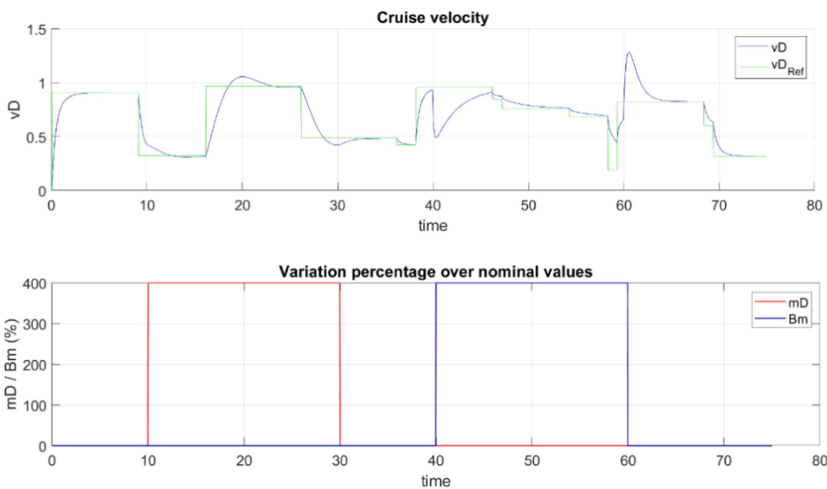 Cruise velocity
1.5
1
0.5
0
vD
vD
vD_Ref
0 10 20 30 40 50 60 70 80
time
Variation percentage over nominal values
400
300
200
100
0
mD / Bm (%)
mD
Bm
0 10 20 30 40 50 60 70 80
time